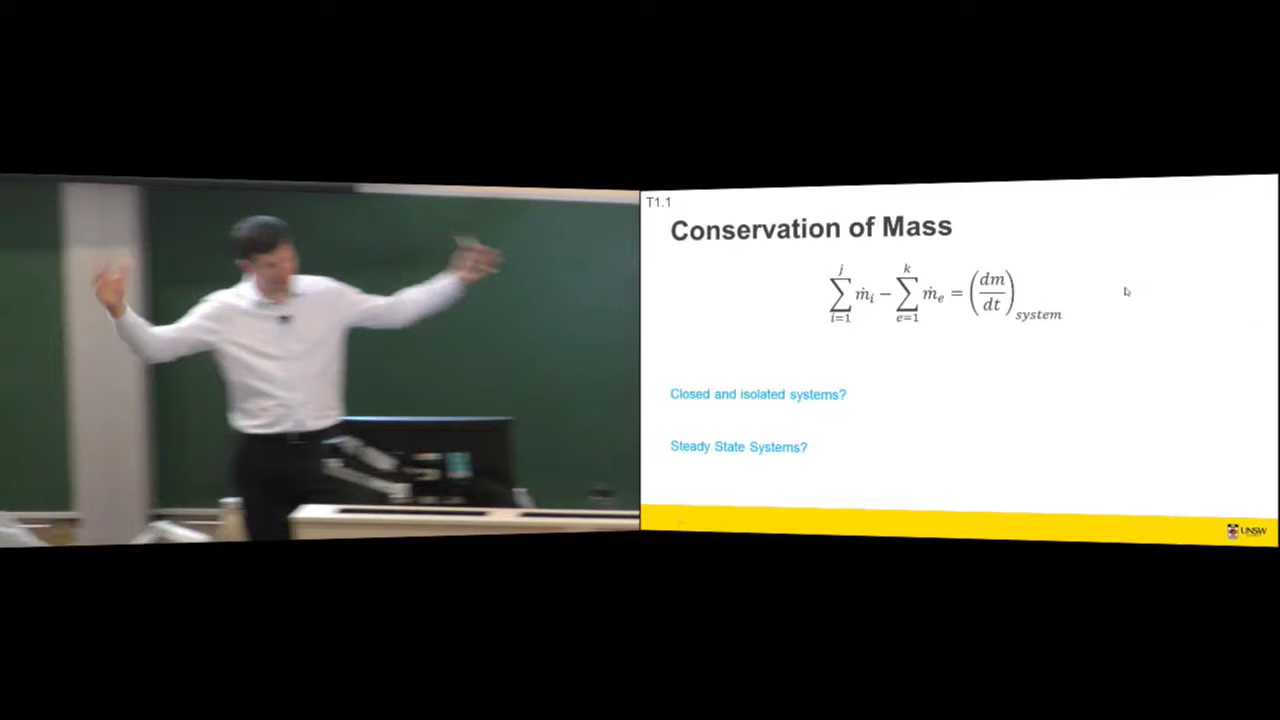 T1.1
Conservation of Mass
$\sum_{i=1}^{j} \dot{m}_i - \sum_{e=1}^{k} \dot{m}_e = \left(\frac{dm}{dt}\right)_{system}$
Closed and isolated systems?
Steady State Systems?
UNSW